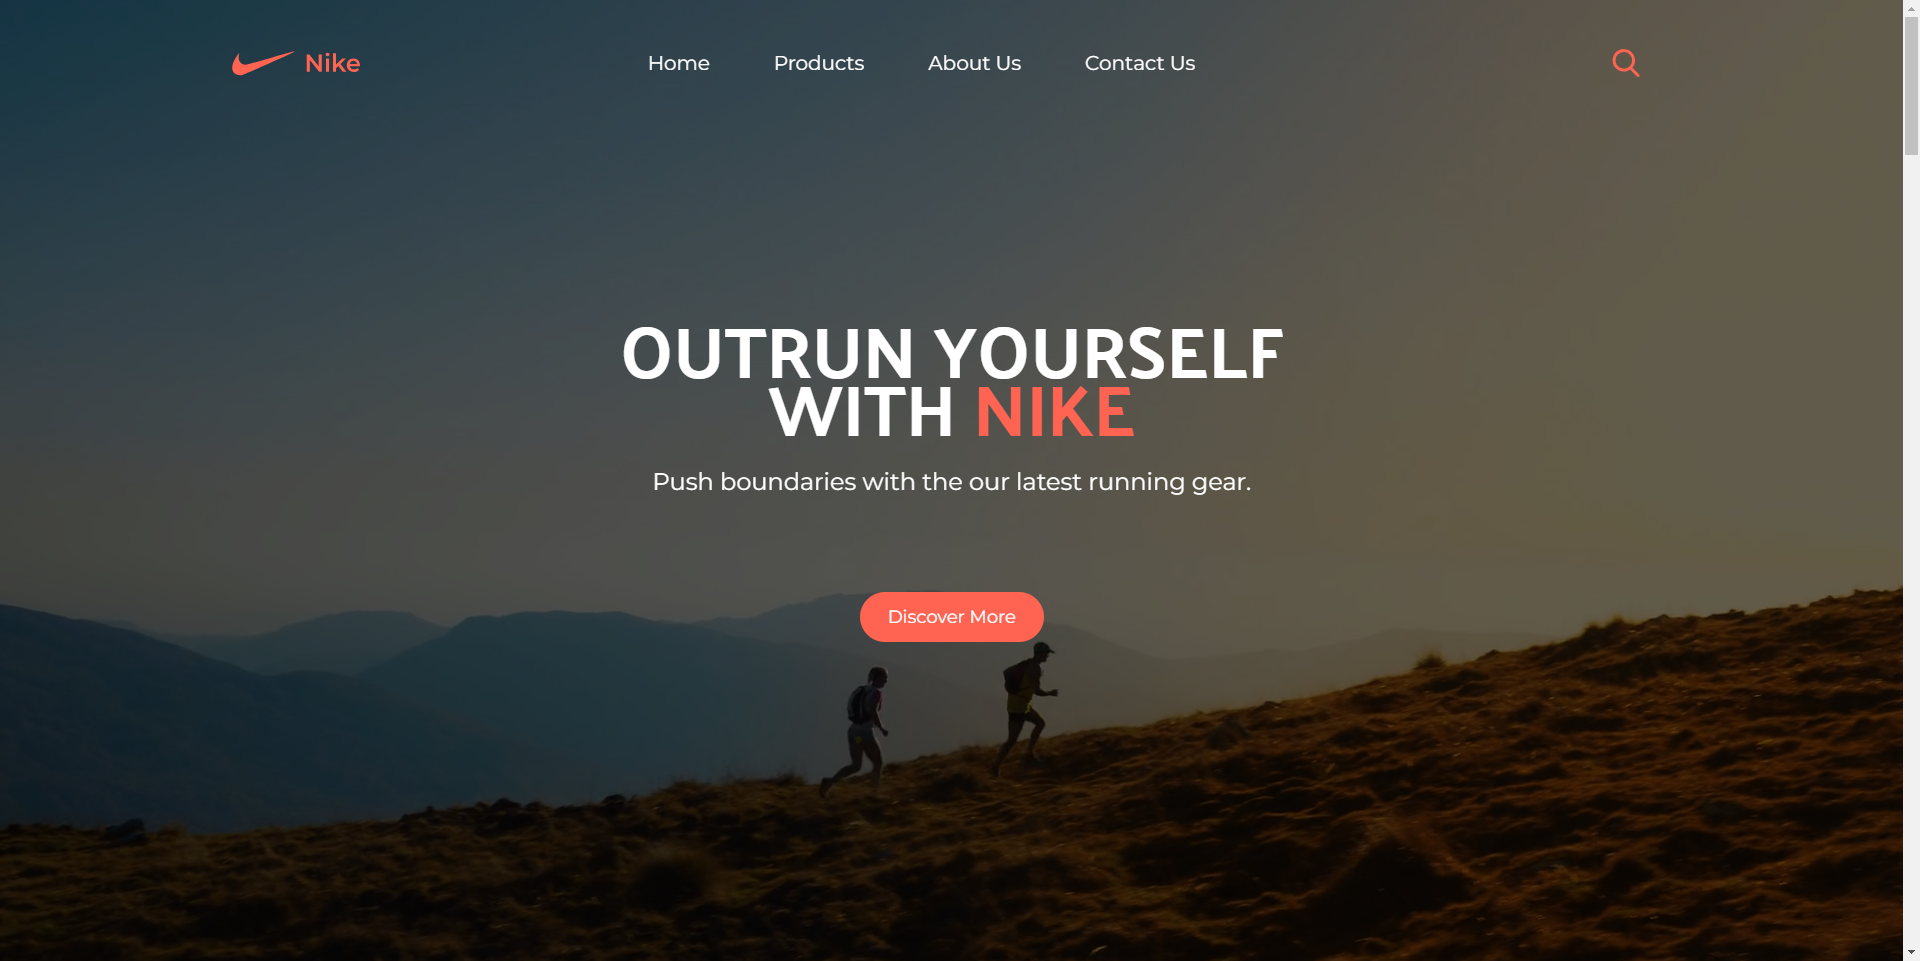 Nike
Home
Products
About Us
Contact Us
OUTRUN YOURSELF
WITH NIKE
Push boundaries with the our latest running gear.
Discover More